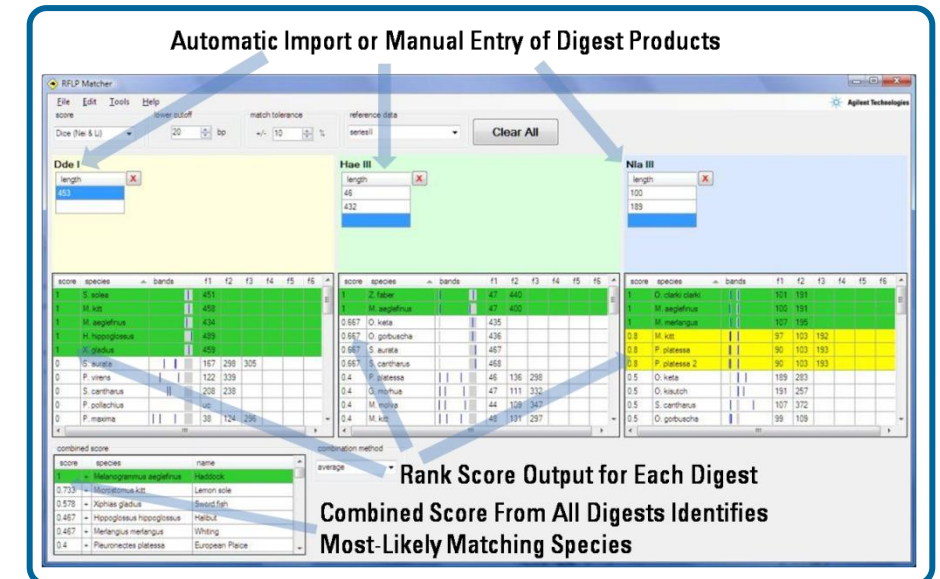 Automatic Import or Manual Entry of Digest Products
RFLP Matcher
File Edit Tools Help
Agilent Technologies
score lower cutoff match tolerance reference data
Dice (Nei & Li) 20 bp +/- 10 % seriesII Clear All
Dde I Hae III Nla III
length X length X length X
453 46 100
432 189
score species bands f1 f2 f3 f4 f5 f6 score species bands f1 f2 f3 f4 f5 f6 score species bands f1 f2 f3 f4 f5 f6
1 S. solea 451 1 Z. faber 47 440 1 O. clarki clarki 101 191
1 M. kitt 458 1 M. aeglefinus 47 400 1 M. aeglefinus 100 191
1 M. aeglefinus 434 0.667 O. keta 435 1 M. merlangus 107 195
1 H. hippoglossus 489 0.667 O. gorbuscha 436 0.8 M. kitt 97 103 192
1 X. gladius 459 0.667 S. aurata 467 0.8 P. platessa 90 103 193
0 S. aurata 167 298 305 0.667 S. cantharus 468 0.8 P. platessa 2 90 103 193
0 P. virens 122 339 0.4 P. platessa 46 136 298 0.5 O. keta 189 283
0 S. cantharus 208 238 0.4 G. morhua 47 111 332 0.5 O. kisutch 191 257
0 P. pollachius uc 0.4 M. molva 44 109 347 0.5 S. cantharus 107 372
0 P. maxima 38 124 296 0.4 M. kitt 48 131 297 0.5 O. gorbuscha 99 109
combined score combination method
score species name average
1 + Melanogrammus aeglefinus Haddock
Rank Score Output for Each Digest
0.733 + Microstomus kitt Lemon sole
0.578 + Xiphias gladius Swordfish
0.467 + Hippoglossus hippoglossus Halibut
Combined Score From All Digests Identifies
0.467 + Merlangius merlangus Whiting
0.4 + Pleuronectes platessa European Plaice
Most-Likely Matching Species